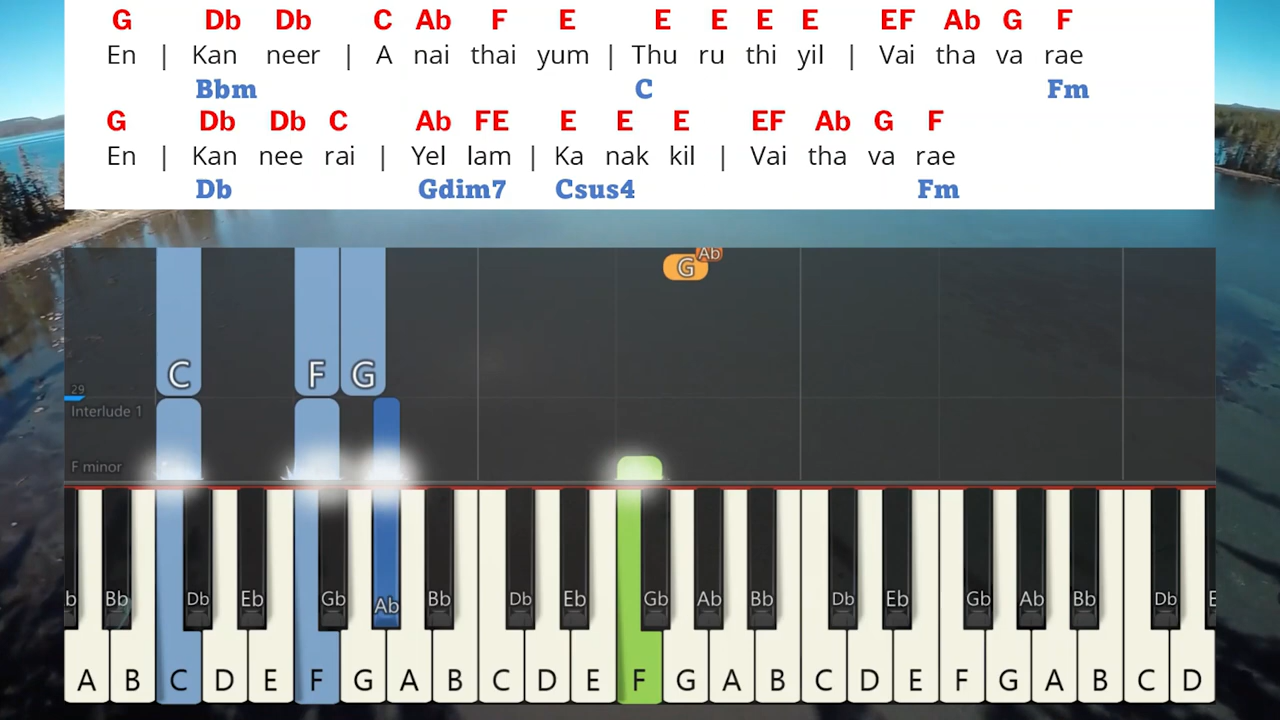 G Db Db C Ab F E E E E E EF Ab G F
En | Kan neer | A nai thai yum | Thu ru thi yil | Vai tha va rae
Bbm C Fm
G Db Db C Ab FE E E E EF Ab G F
En | Kan nee rai | Yel lam | Ka nak kil | Vai tha va rae
Db Gdim7 Csus4 Fm
Ab
G
C F G
29
Interlude 1
F minor
b Bb Db Eb Gb Ab Bb Db Eb Gb Ab Bb Db Eb Gb Ab Bb Db E
A B C D E F G A B C D E F G A B C D E F G A B C D